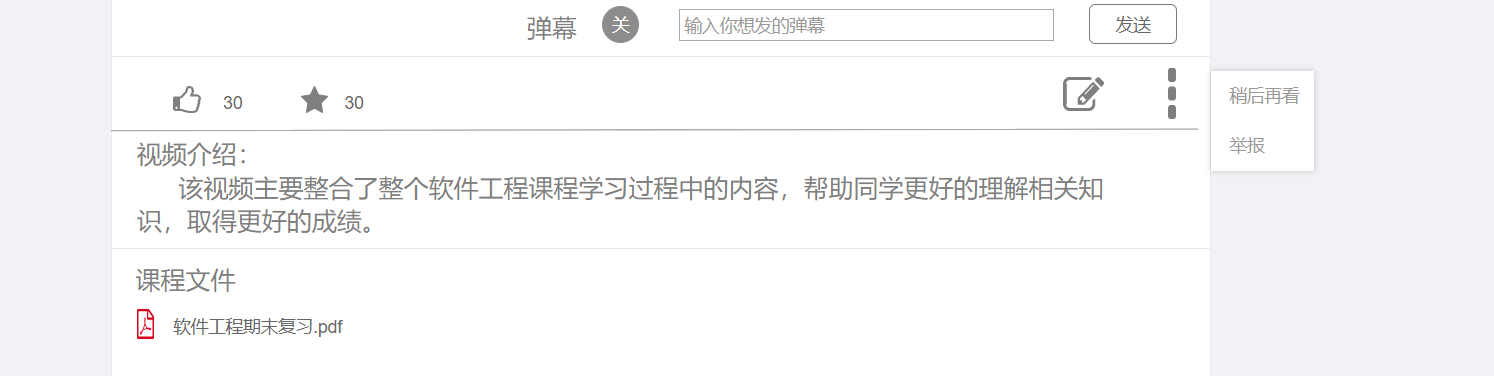 弹幕 关 输入你想发的弹幕 发送
30 30
稍后再看
举报
视频介绍：
该视频主要整合了整个软件工程课程学习过程中的内容，帮助同学更好的理解相关知
识，取得更好的成绩。
课程文件
软件工程期末复习.pdf